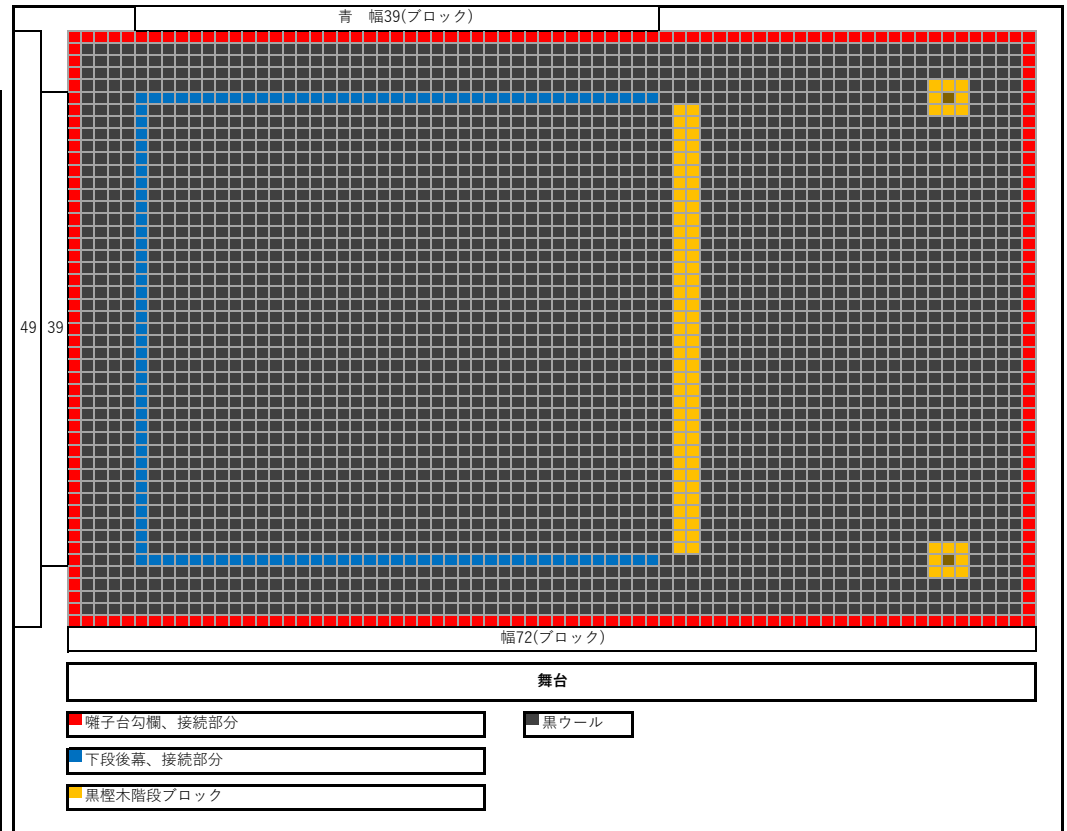 青　幅39(ブロック)
49
39
幅72(ブロック)
舞台
囃子台勾欄、接続部分
黒ウール
下段後幕、接続部分
黒樫木階段ブロック